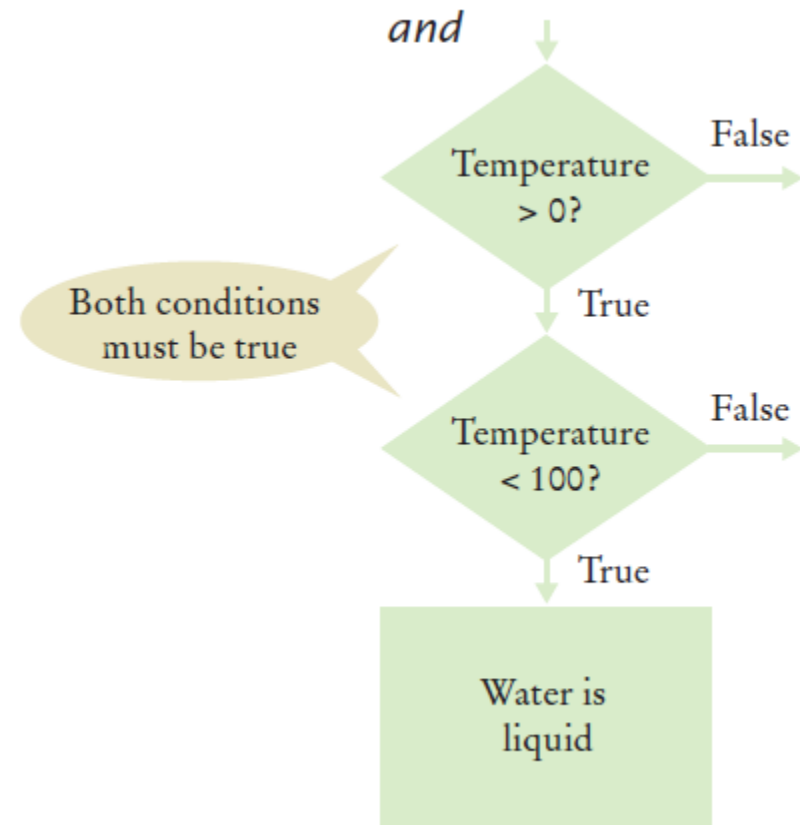 and
False
Temperature
> 0?
True
Both conditions
must be true
False
Temperature
< 100?
True
Water is
liquid